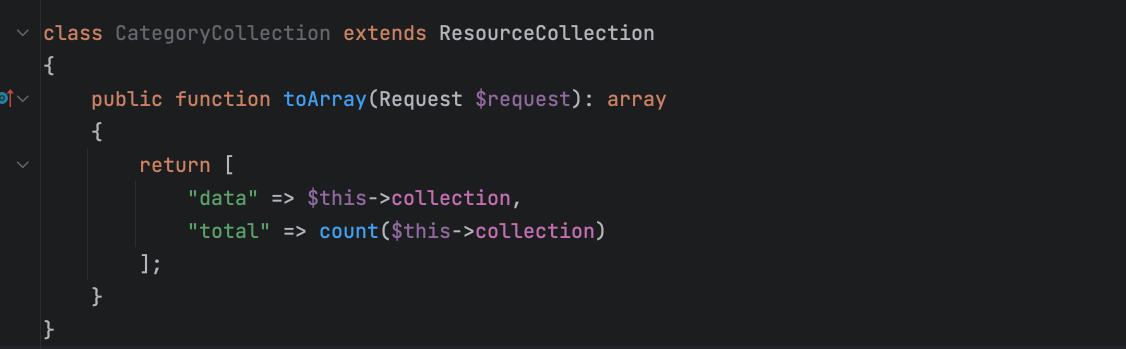 class CategoryCollection extends ResourceCollection
{
    public function toArray(Request $request): array
    {
        return [
            "data" => $this->collection,
            "total" => count($this->collection)
        ];
    }
}